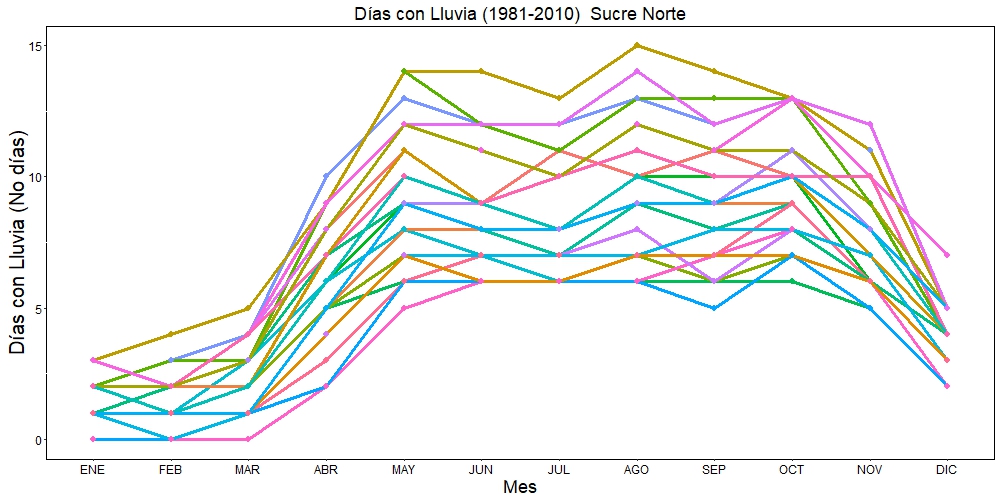 Días con Lluvia (1981-2010)  Sucre Norte
Días con Lluvia (No días)
15
10
5
0
ENE FEB MAR ABR MAY JUN JUL AGO SEP OCT NOV DIC
Mes